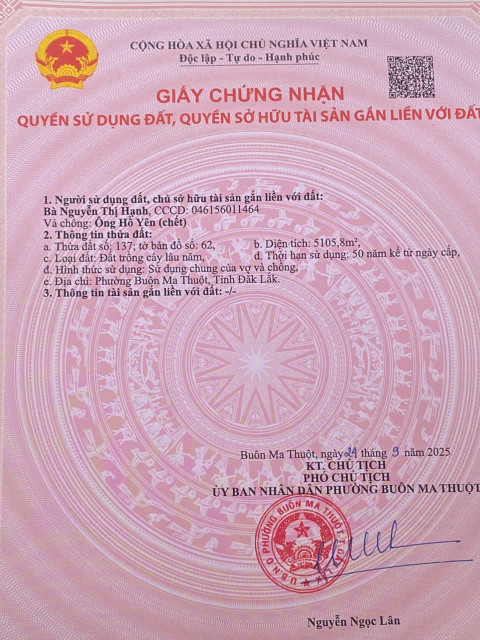 CỘNG HÒA XÃ HỘI CHỦ NGHĨA VIỆT NAM
Độc lập - Tự do - Hạnh phúc
GIẤY CHỨNG NHẬN
QUYỀN SỬ DỤNG ĐẤT, QUYỀN SỞ HỮU TÀI SẢN GẮN LIỀN VỚI ĐẤT
1. Người sử dụng đất, chủ sở hữu tài sản gắn liền với đất:
Bà Nguyễn Thị Hạnh, CCCD: 046156011464
Và chồng: Ông Hồ Yên (chết)
2. Thông tin thửa đất:
a. Thửa đất số: 137; tờ bản đồ số: 62, b. Diện tích: 5105,8m²,
c. Loại đất: Đất trồng cây lâu năm, d. Thời hạn sử dụng: 50 năm kể từ ngày cấp,
đ. Hình thức sử dụng: Sử dụng chung của vợ và chồng,
e. Địa chỉ: Phường Buôn Ma Thuột, Tỉnh Đăk Lăk.
3. Thông tin tài sản gắn liền với đất: -/-
Buôn Ma Thuột, ngày 29 tháng 9 năm 2025
KT. CHỦ TỊCH
PHÓ CHỦ TỊCH
ỦY BAN NHÂN DÂN PHƯỜNG BUÔN MA THUỘT
U.B.N.D PHƯỜNG BUÔN MA THUỘT
Nguyễn Ngọc Lân